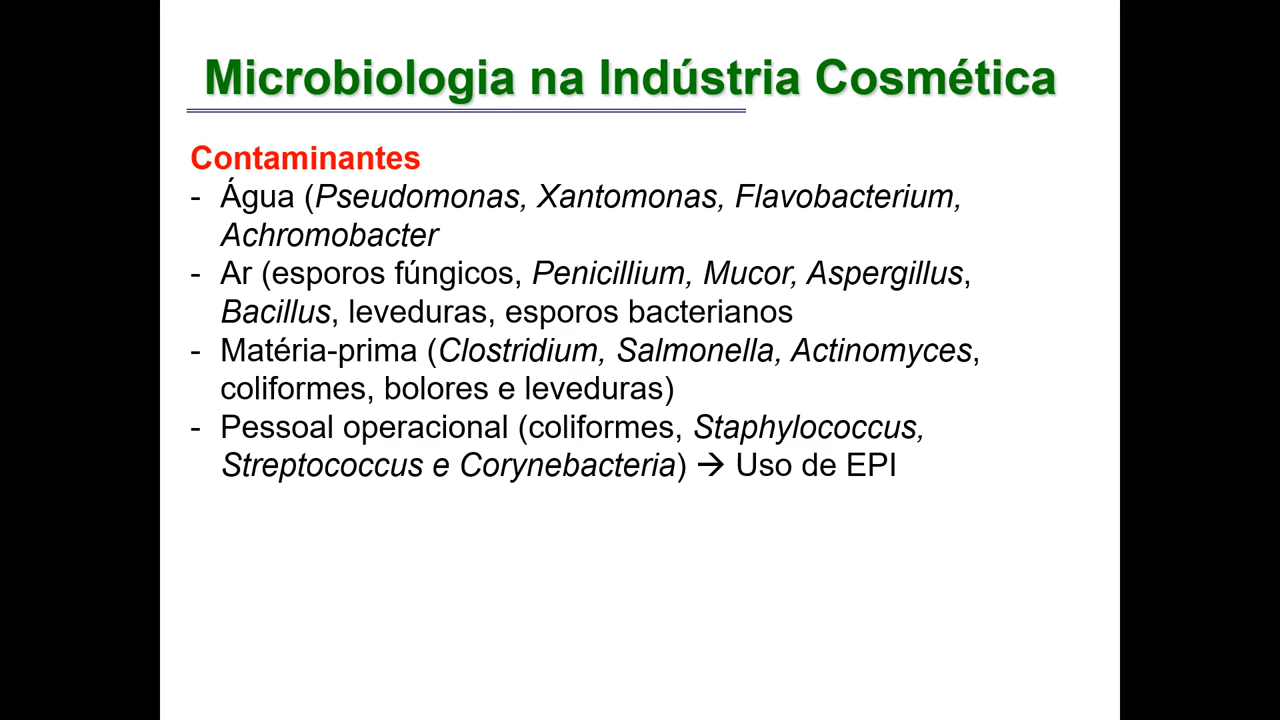 Microbiologia na Indústria Cosmética
Contaminantes
- Água (Pseudomonas, Xantomonas, Flavobacterium,
Achromobacter
- Ar (esporos fúngicos, Penicillium, Mucor, Aspergillus,
Bacillus, leveduras, esporos bacterianos
- Matéria-prima (Clostridium, Salmonella, Actinomyces,
coliformes, bolores e leveduras)
- Pessoal operacional (coliformes, Staphylococcus,
Streptococcus e Corynebacteria) → Uso de EPI